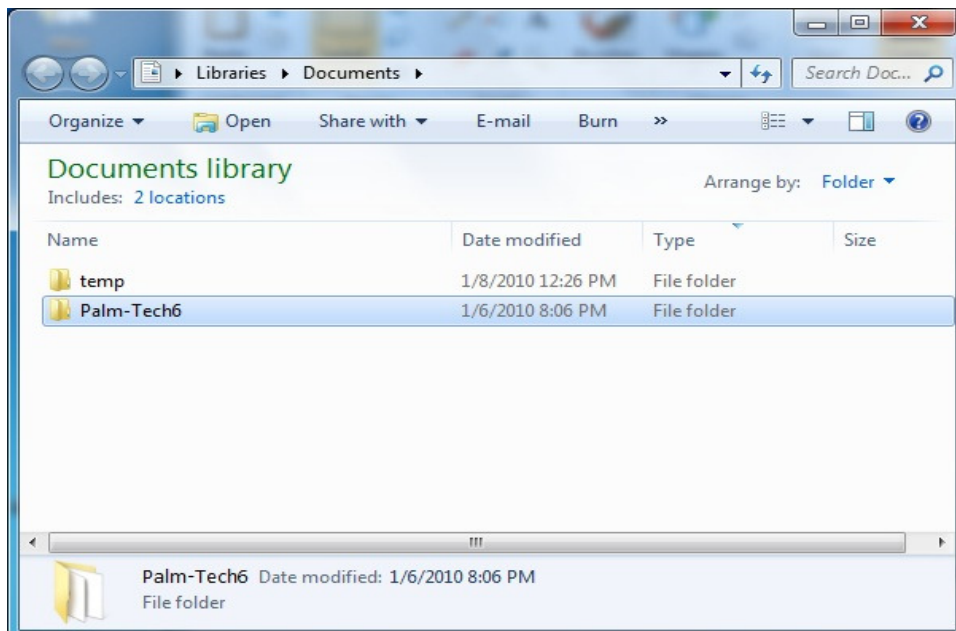 Libraries Documents Search Doc...
Organize Open Share with E-mail Burn »
Documents library
Includes: 2 locations Arrange by: Folder
Name Date modified Type Size
temp 1/8/2010 12:26 PM File folder
Palm-Tech6 1/6/2010 8:06 PM File folder
Palm-Tech6 Date modified: 1/6/2010 8:06 PM
File folder